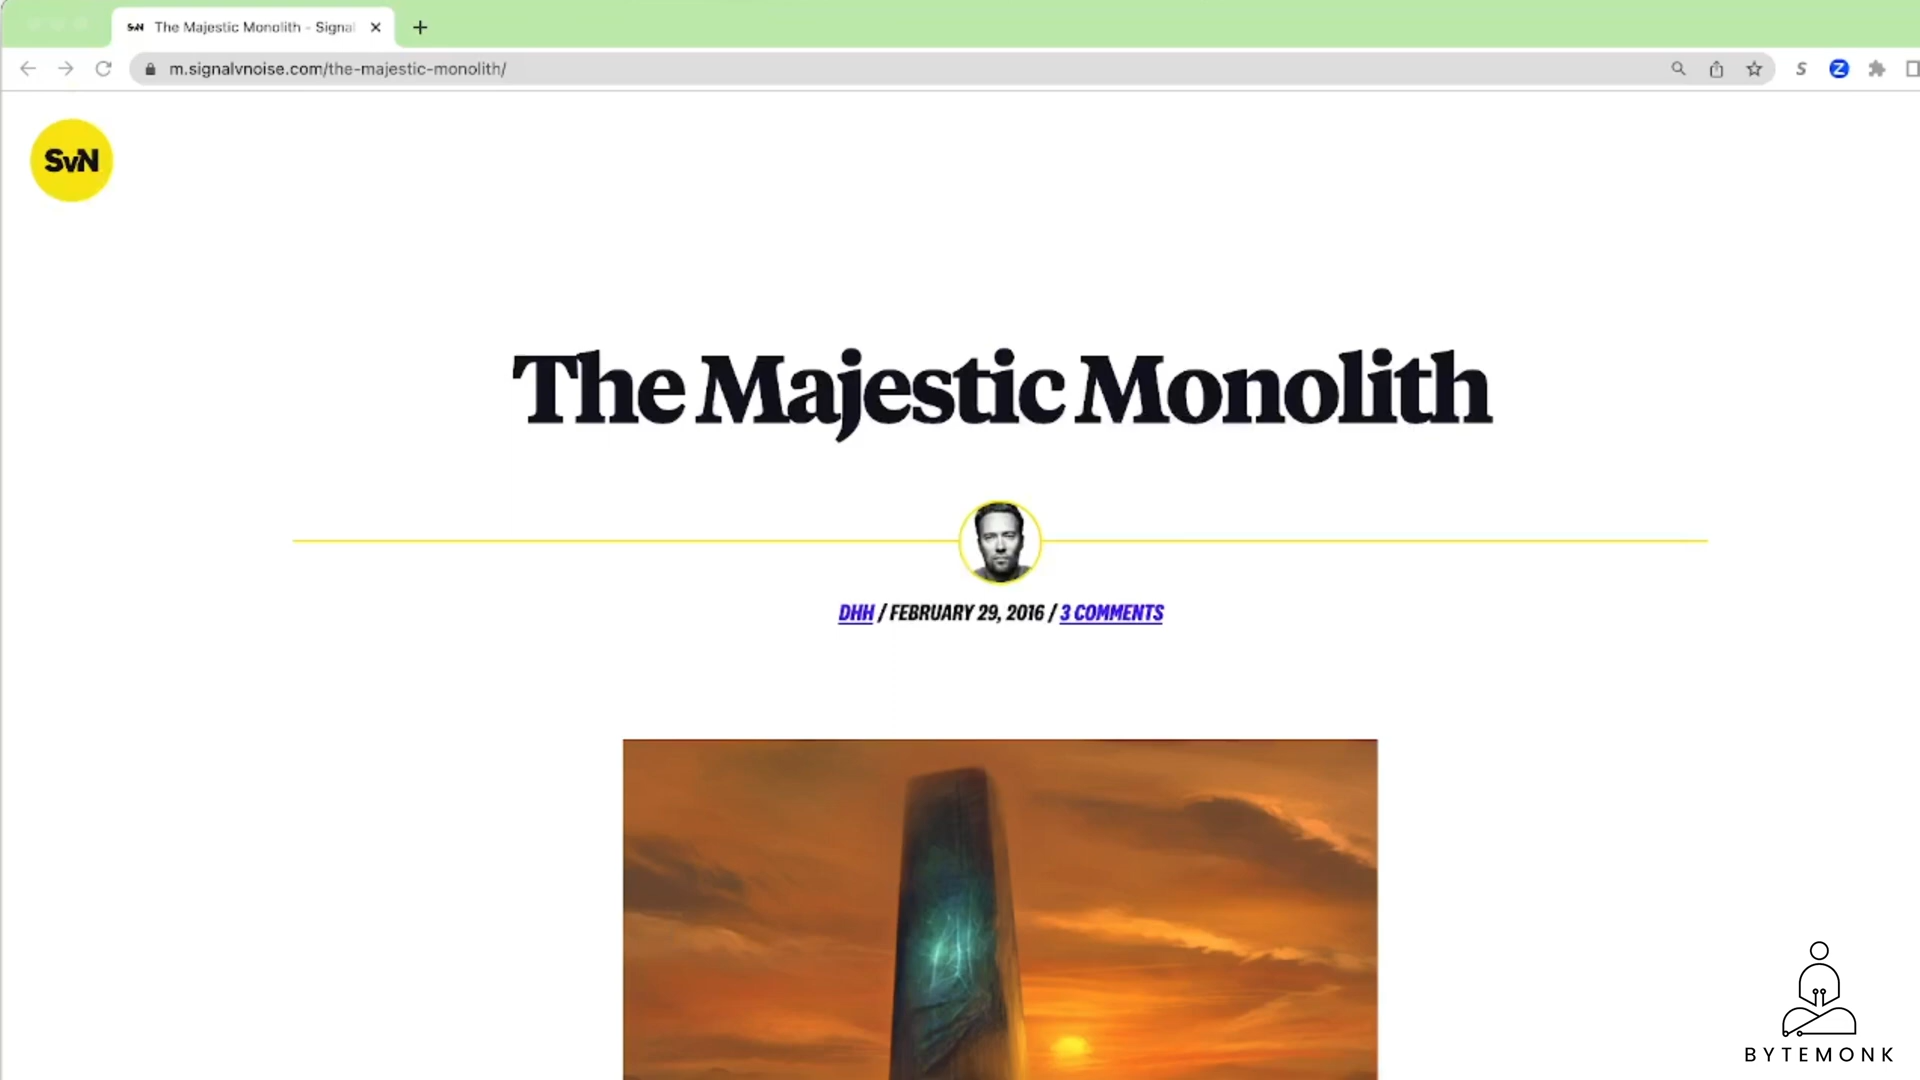 SvN The Majestic Monolith - Signal
m.signalvnoise.com/the-majestic-monolith/
S Z
SvN
The Majestic Monolith
DHH / FEBRUARY 29, 2016 / 3 COMMENTS
BYTEMONK